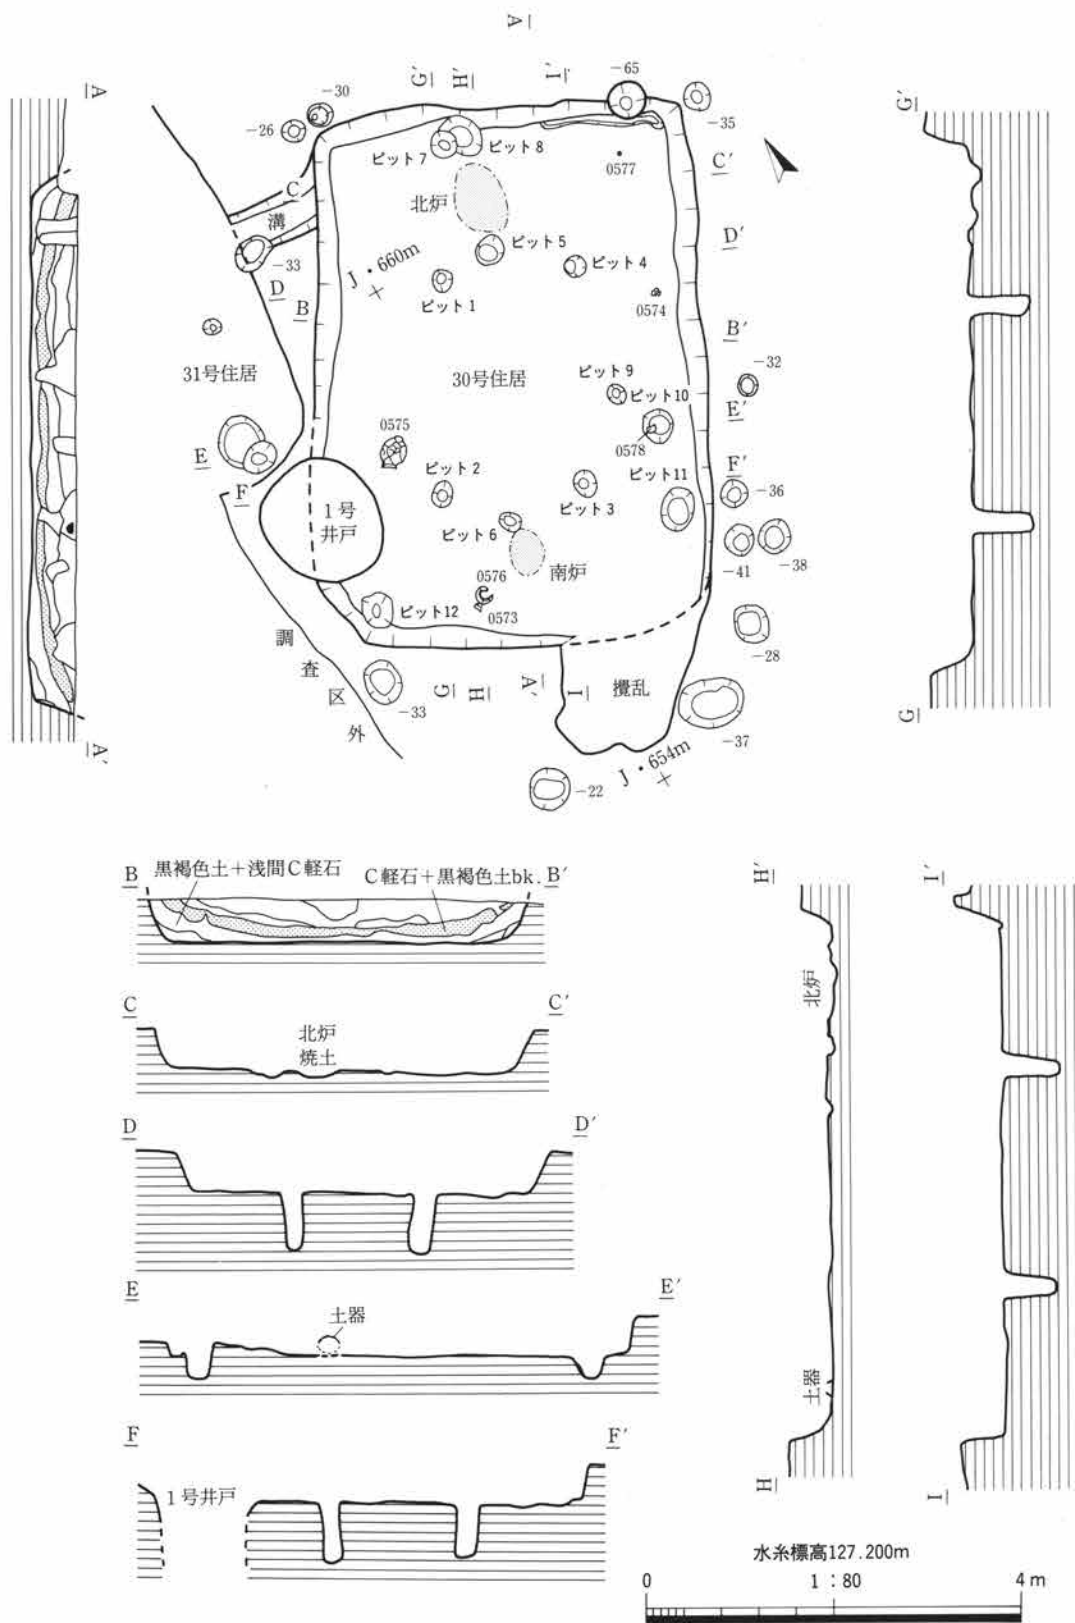 A
G'
H'
I'
-65
A
-30
-26
-35
G'
ピット7
ピット8
0577
C'
C
北炉
溝
ピット5
ピット4
D'
J・660m
-33
D
ピット1
0574
B
B'
31号住居
30号住居
ピット9
-32
ピット10
E'
0575
0578
E
ピット2
ピット11
F'
F
ピット3
-36
1号
井戸
ピット6
南炉
-41
-38
0576
ピット12
0573
-28
調
査
区
外
G
H
A'
I
攪乱
G
-33
-37
A'
J・654m
-22
黒褐色土+浅間C軽石
C軽石+黒褐色土bk.
B
B'
H'
I'
北炉
C
C'
北炉
焼土
D
D'
E
土器
E'
土器
F
F'
1号井戸
H
I
水糸標高127.200m
0
1:80
4m